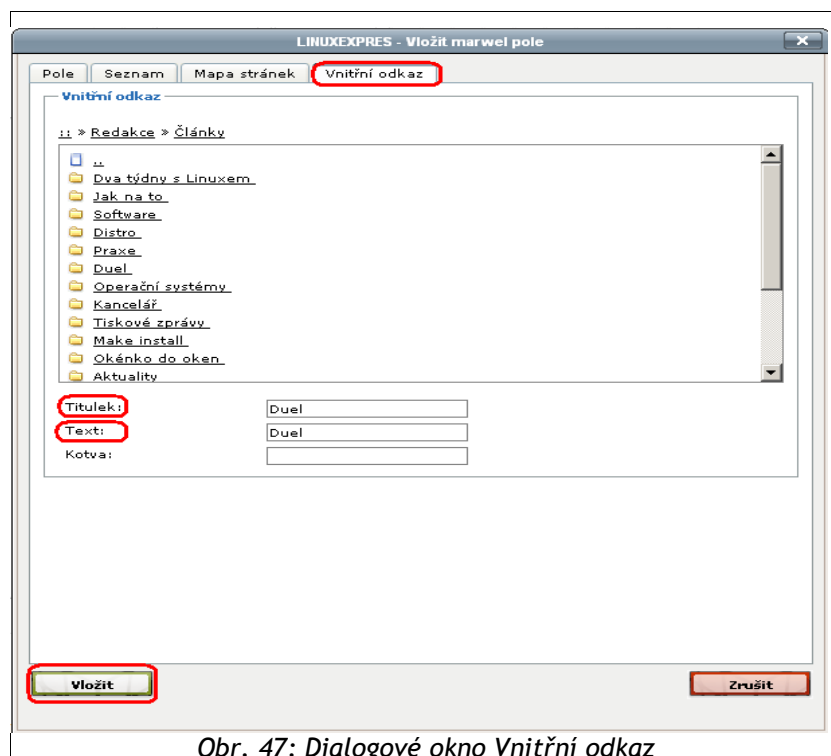 LINUXEXPRES - Vložit marwel pole
Pole Seznam Mapa stránek Vnitřní odkaz
Vnitřní odkaz
:: » Redakce » Články
..
Dva týdny s Linuxem
Jak na to
Software
Distro
Praxe
Duel
Operační systémy
Kancelář
Tiskové zprávy
Make install
Okénko do oken
Aktuality
Titulek: Duel
Text: Duel
Kotva:
Vložit Zrušit
Obr. 47: Dialogové okno Vnitřní odkaz